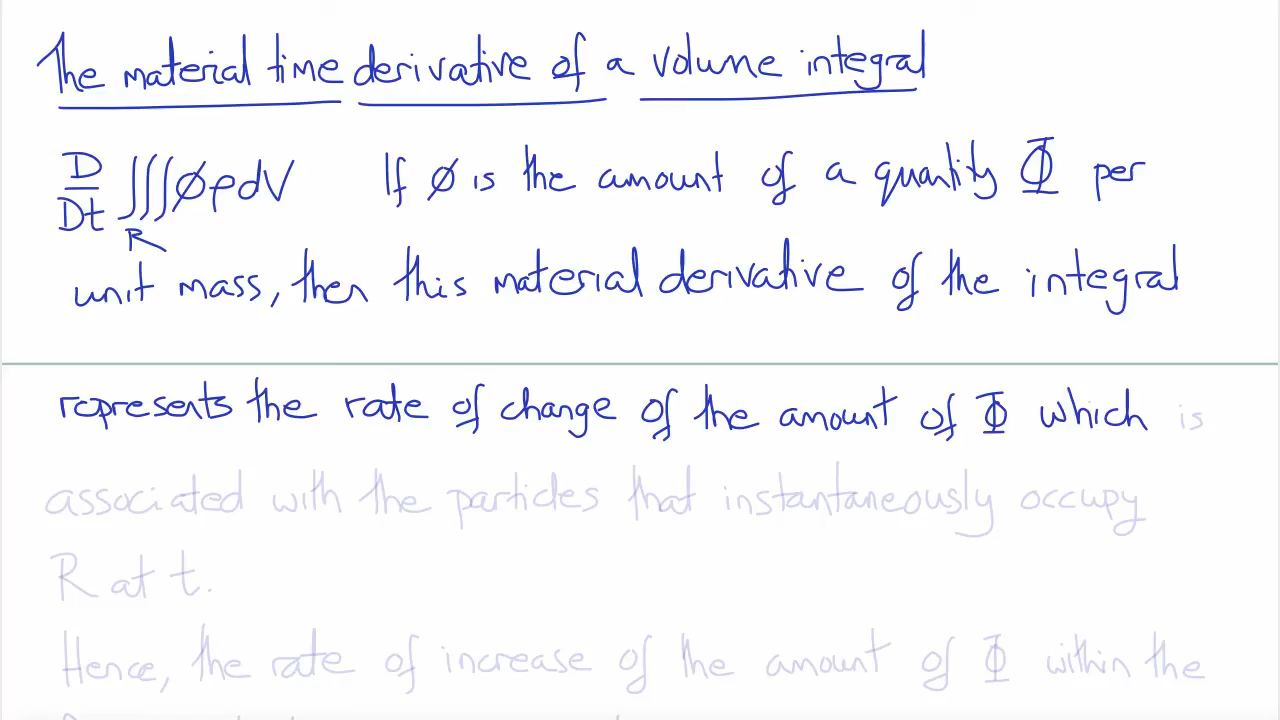 The material time derivative of a volume integral
D/Dt ∭_R ϕρdV If ϕ is the amount of a quantity Φ per
unit mass, then this material derivative of the integral
represents the rate of change of the amount of Φ which is
associated with the particles that instantaneously occupy
R at t.
Hence, the rate of increase of the amount of Φ within the